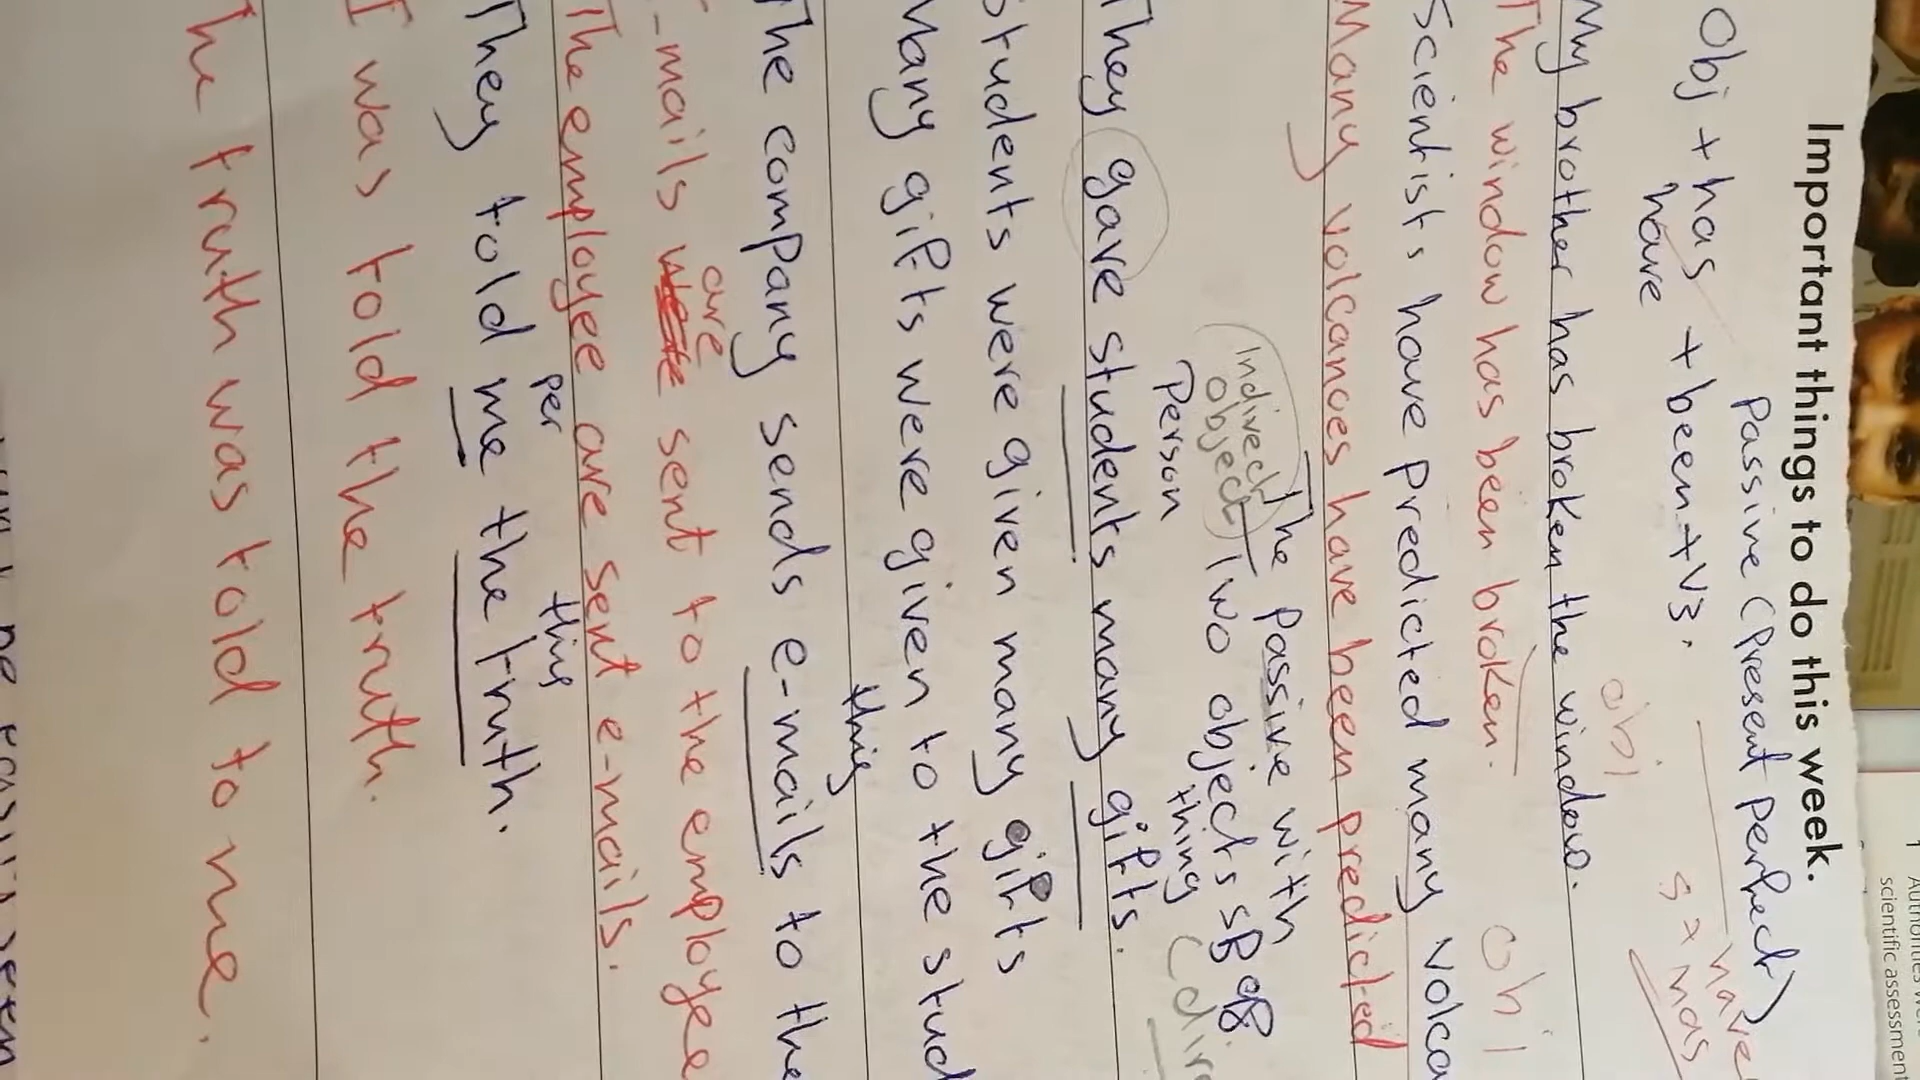 Important things to do this week.
Passive (Present perfect)
Obj + has + been + V3.
have
have
s → has
obj
My brother has broken the window.
The window has been broken.
obj
Scientists have predicted many volca
Many volcanoes have been predicted
The Passive with
Indirect object
Two objects
Person
thing
They gave students many gifts.
students were given many gifts
Many gifts were given to the stud
thing
The company sends e-mails to the
are
-mails sent to the employee
The employee are sent e-mails.
per thing
They told me the truth.
I was told the truth.
The truth was told to me.
scientific assessmen